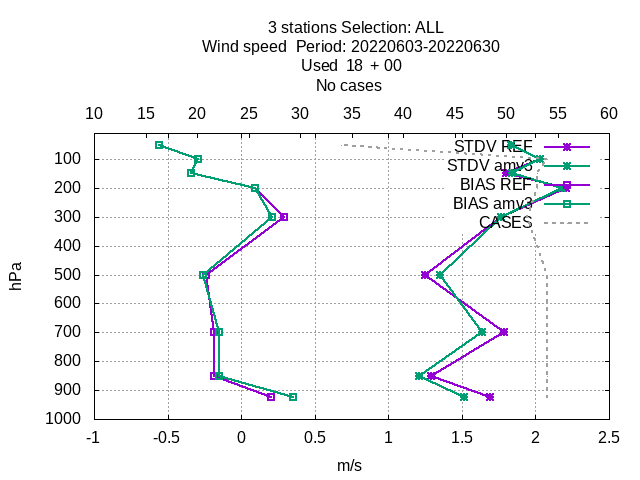 3 stations Selection: ALL
Wind speed  Period: 20220603-20220630
Used  18  + 00
No cases
10 15 20 25 30 35 40 45 50 55 60
STDV REF
STDV amv3
BIAS REF
BIAS amv3
CASES
100
200
300
400
500
600
700
800
900
1000
hPa
-1 -0.5 0 0.5 1 1.5 2 2.5
m/s